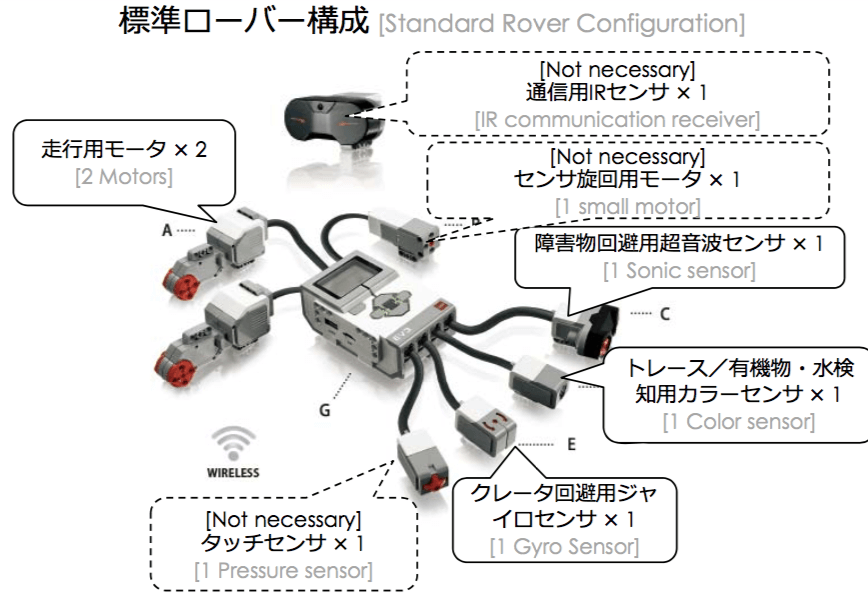 標準ローバー構成 [Standard Rover Configuration]
[Not necessary]
通信用IRセンサ × 1
[IR communication receiver]
走行用モータ × 2
[2 Motors]
[Not necessary]
センサ旋回用モータ × 1
[1 small motor]
A
障害物回避用超音波センサ × 1
[1 Sonic sensor]
C
EV3
トレース／有機物・水検
知用カラーセンサ × 1
[1 Color sensor]
G
E
WIRELESS
クレータ回避用ジャ
イロセンサ × 1
[1 Gyro Sensor]
[Not necessary]
タッチセンサ × 1
[1 Pressure sensor]